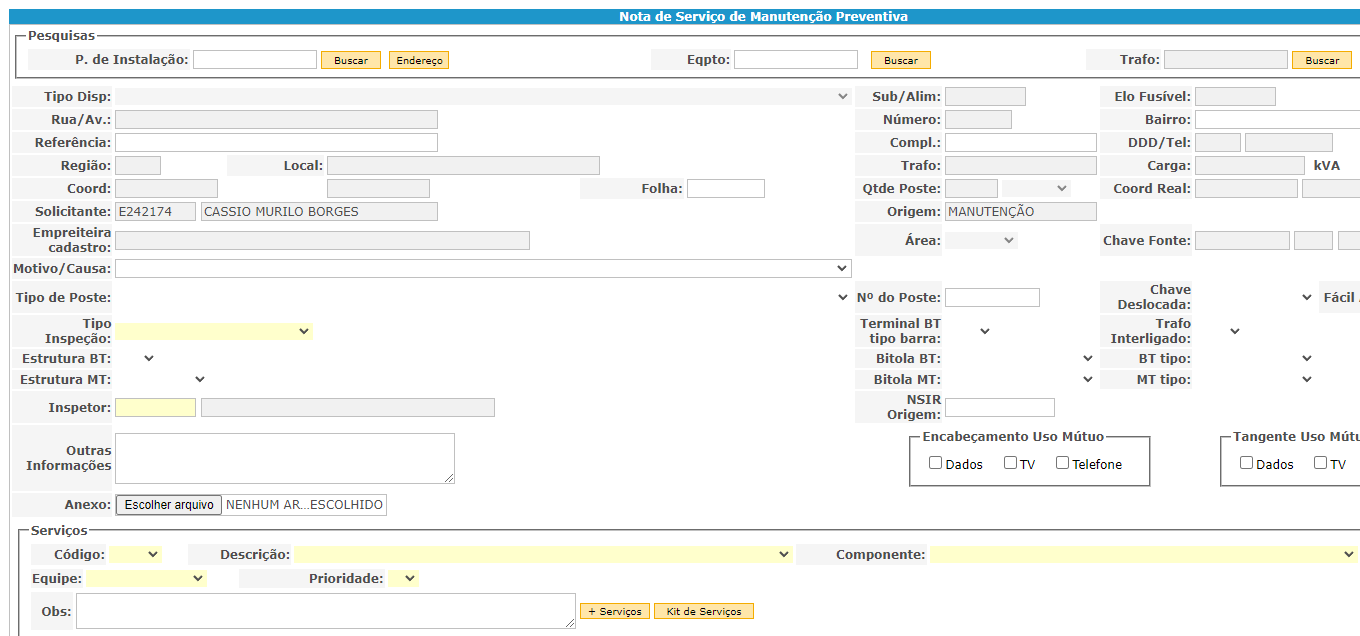 Nota de Serviço de Manutenção Preventiva
Pesquisas
P. de Instalação: Buscar Endereço Eqpto: Buscar Trafo: Buscar
Tipo Disp: Sub/Alim: Elo Fusível:
Rua/Av.: Número: Bairro:
Referência: Compl.: DDD/Tel:
Região: Local: Trafo: Carga: kVA
Coord: Folha: Qtde Poste: Coord Real:
Solicitante: E242174 CASSIO MURILO BORGES Origem: MANUTENÇÃO
Empreiteira
cadastro: Área: Chave Fonte:
Motivo/Causa:
Tipo de Poste: Nº do Poste: Chave
Deslocada: Fácil
Tipo
Inspeção: Terminal BT
tipo barra: Trafo
Interligado:
Estrutura BT: Bitola BT: BT tipo:
Estrutura MT: Bitola MT: MT tipo:
Inspetor: NSIR
Origem:
Outras
Informações
Encabeçamento Uso Mútuo Tangente Uso
Dados TV Telefone Dados TV
Anexo: Escolher arquivo NENHUM AR...ESCOLHIDO
Serviços
Código: Descrição: Componente:
Equipe: Prioridade:
Obs: + Serviços Kit de Serviços